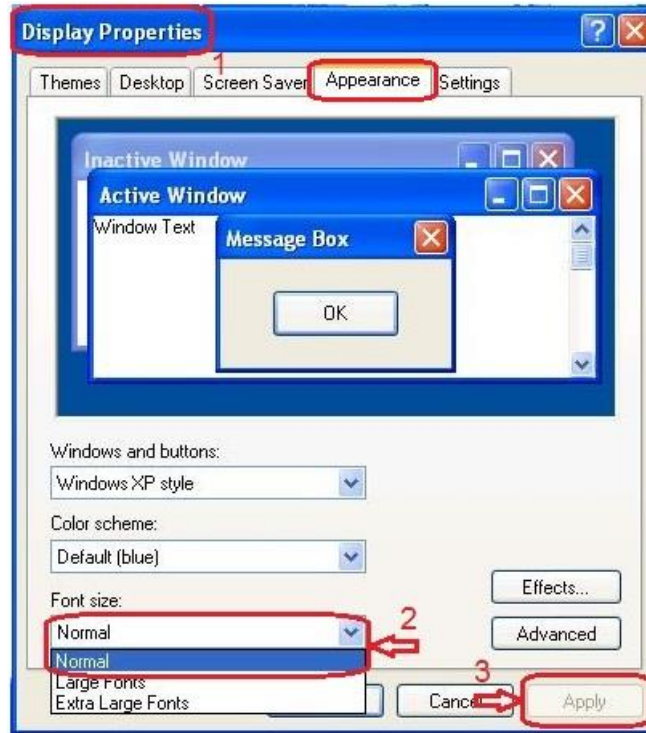 Display Properties
1
Themes Desktop Screen Saver Appearance Settings
Inactive Window
Active Window
Window Text
Message Box
OK
Windows and buttons:
Windows XP style
Color scheme:
Default (blue)
Effects...
Font size:
Normal
2
Advanced
Normal
Large Fonts
3
Extra Large Fonts
Cancel
Apply